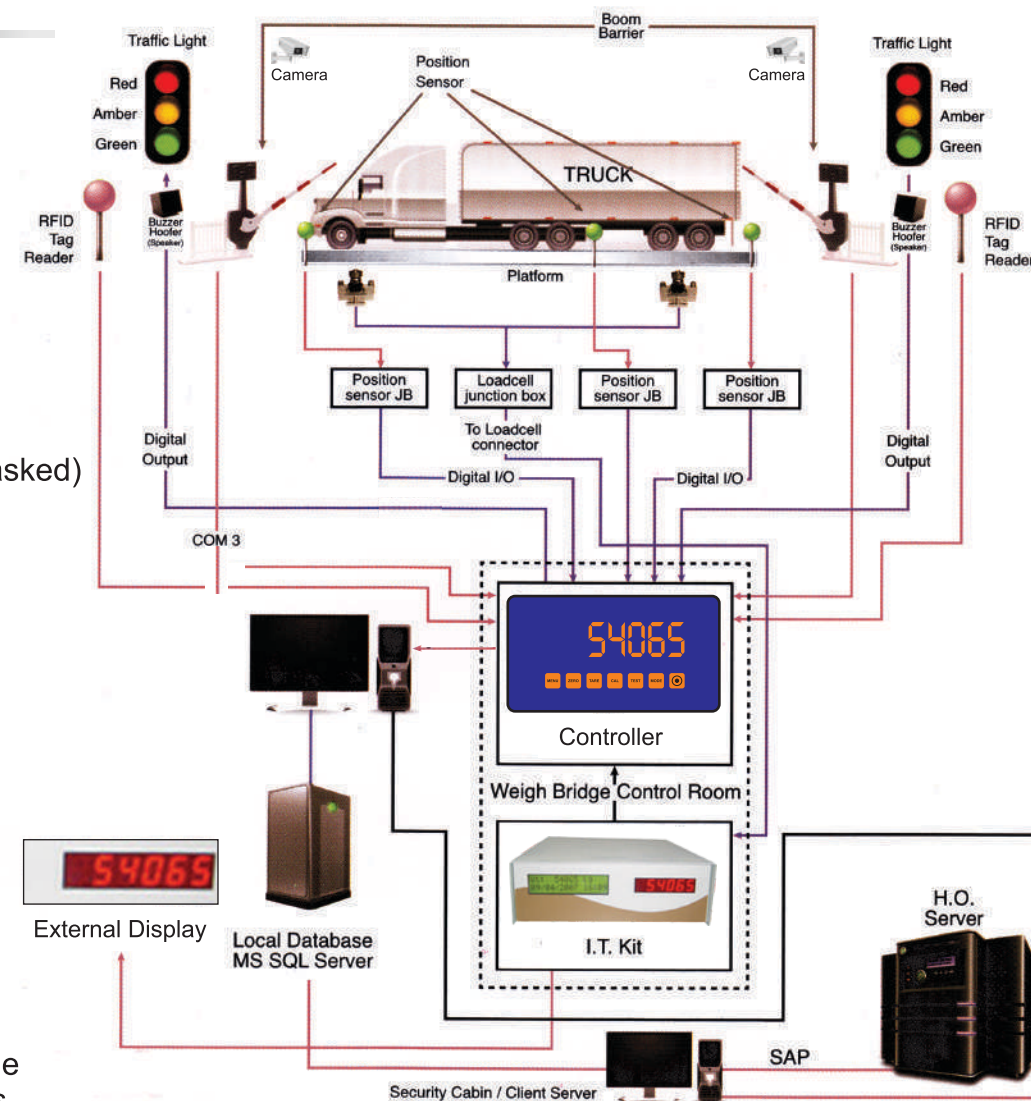 Boom
Barrier
Traffic Light
Camera
Position
Sensor
Camera
Traffic Light
Red
Amber
Green
Red
Amber
Green
TRUCK
RFID
Tag
Reader
Buzzer
Hoofer
(Speaker)
Buzzer
Hoofer
(Speaker)
RFID
Tag
Reader
Platform
Position
sensor JB
Loadcell
junction box
Position
sensor JB
Position
sensor JB
To Loadcell
connector
Digital
Output
Digital
Output
asked)
Digital I/O
Digital I/O
COM 3
54065
MENU ZERO TARE CAL TEST MODE
Controller
Weigh Bridge Control Room
54065
54065
External Display
I.T. Kit
H.O.
Server
Local Database
MS SQL Server
SAP
e
Security Cabin / Client Server